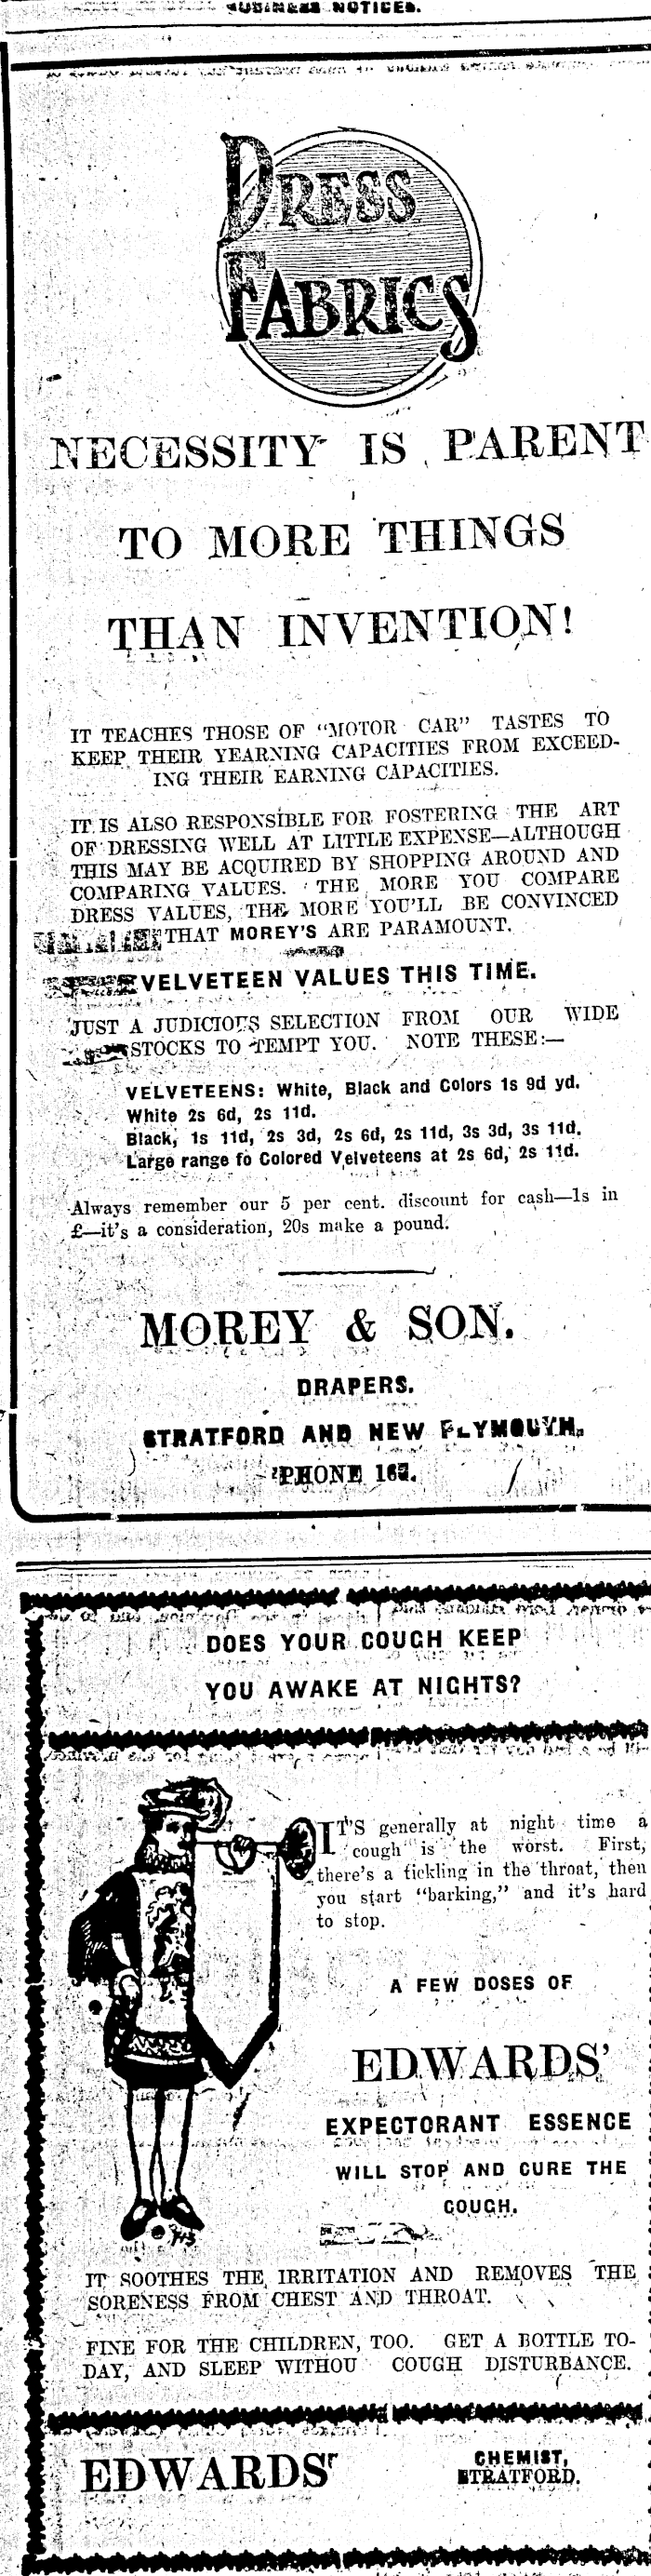 BUSINESS NOTICES.
DRESS
FABRICS
NECESSITY IS PARENT
TO MORE THINGS
THAN INVENTION!
IT TEACHES THOSE OF "MOTOR CAR" TASTES TO
KEEP THEIR YEARNING CAPACITIES FROM EXCEED-
ING THEIR EARNING CAPACITIES.
IT IS ALSO RESPONSIBLE FOR FOSTERING THE ART
OF DRESSING WELL AT LITTLE EXPENSE—ALTHOUGH
THIS MAY BE ACQUIRED BY SHOPPING AROUND AND
COMPARING VALUES. THE MORE YOU COMPARE
DRESS VALUES, THE MORE YOU'LL BE CONVINCED
THAT MOREY'S ARE PARAMOUNT.
VELVETEEN VALUES THIS TIME.
JUST A JUDICIOUS SELECTION FROM OUR WIDE
STOCKS TO TEMPT YOU. NOTE THESE:—
VELVETEENS: White, Black and Colors 1s 9d yd.
White 2s 6d, 2s 11d.
Black, 1s 11d, 2s 3d, 2s 6d, 2s 11d, 3s 3d, 3s 11d.
Large range fo Colored Velveteens at 2s 6d, 2s 11d.
Always remember our 5 per cent. discount for cash—1s in
£—it's a consideration, 20s make a pound.
MOREY & SON.
DRAPERS.
STRATFORD AND NEW PLYMOUTH.
'PHONE
DOES YOUR COUGH KEEP
YOU AWAKE AT NIGHTS?
IT'S generally at night time a
cough is the worst. First,
there's a tickling in the throat, then
you start "barking," and it's hard
to stop.
A FEW DOSES OF
EDWARDS'
EXPECTORANT ESSENCE
WILL STOP AND CURE THE
COUGH.
IT SOOTHES THE IRRITATION AND REMOVES THE
SORENESS FROM CHEST AND THROAT.
FINE FOR THE CHILDREN, TOO. GET A BOTTLE TO-
DAY, AND SLEEP WITHOU COUGH DISTURBANCE.
EDWARDS'
CHEMIST,
STRATFORD.